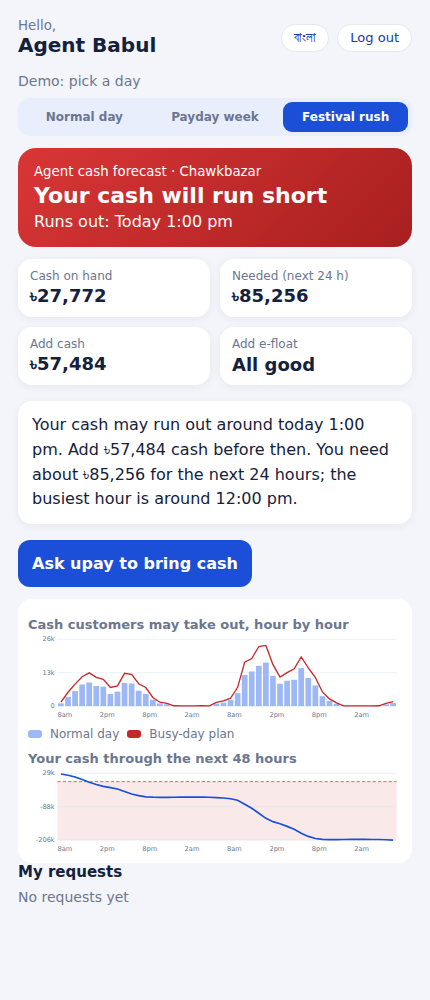 Hello,
Agent Babul
বাংলা
Log out
Demo: pick a day
Normal day
Payday week
Festival rush
Agent cash forecast · Chawkbazar
Your cash will run short
Runs out: Today 1:00 pm
Cash on hand
৳27,772
Needed (next 24 h)
৳85,256
Add cash
৳57,484
Add e-float
All good
Your cash may run out around today 1:00
pm. Add ৳57,484 cash before then. You need
about ৳85,256 for the next 24 hours; the
busiest hour is around 12:00 pm.
Ask upay to bring cash
Cash customers may take out, hour by hour
26k
13k
0
8am 2pm 8pm 2am 8am 2pm 8pm 2am
Normal day Busy-day plan
Your cash through the next 48 hours
29k
-88k
-206k
8am 2pm 8pm 2am 8am 2pm 8pm 2am
My requests
No requests yet